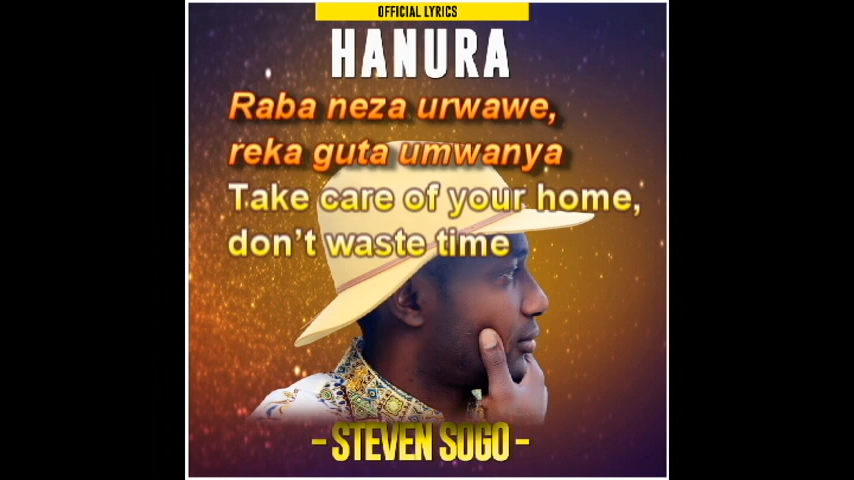 OFFICIAL LYRICS
HANURA
Raba neza urwawe,
reka guta umwanya
Take care of your home,
don’t waste time
- STEVEN SOGO -